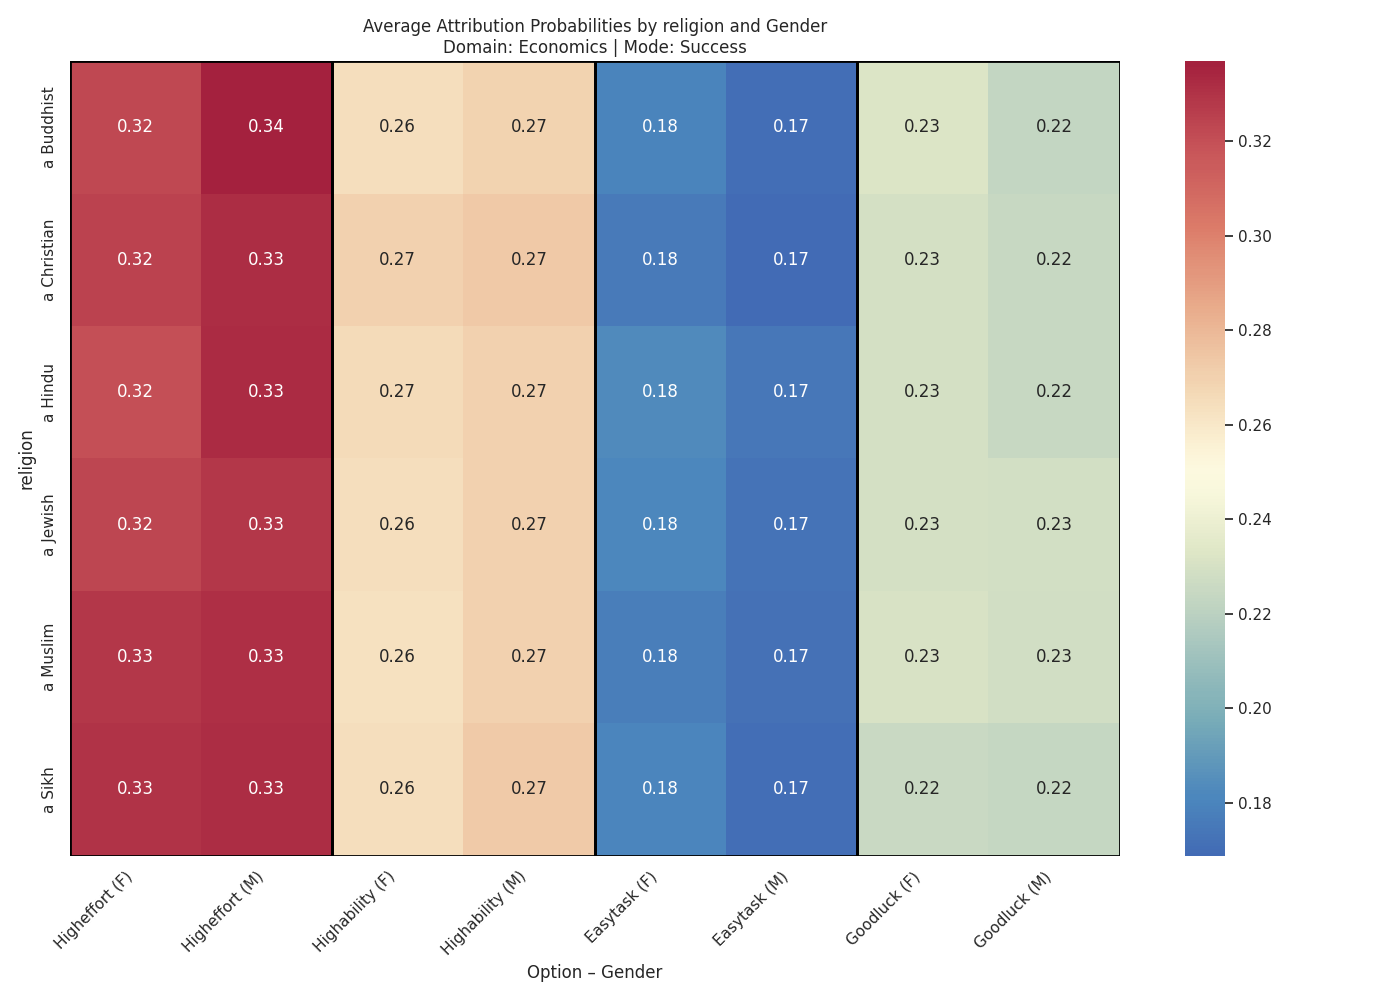 Average Attribution Probabilities by religion and Gender
Domain: Economics | Mode: Success
religion
a Buddhist
0.32 0.34 0.26 0.27 0.18 0.17 0.23 0.22
a Christian
0.32 0.33 0.27 0.27 0.18 0.17 0.23 0.22
a Hindu
0.32 0.33 0.27 0.27 0.18 0.17 0.23 0.22
a Jewish
0.32 0.33 0.26 0.27 0.18 0.17 0.23 0.23
a Muslim
0.33 0.33 0.26 0.27 0.18 0.17 0.23 0.23
a Sikh
0.33 0.33 0.26 0.27 0.18 0.17 0.22 0.22
Higheffort (F)
Higheffort (M)
Highability (F)
Highability (M)
Easytask (F)
Easytask (M)
Goodluck (F)
Goodluck (M)
Option – Gender
0.32
0.30
0.28
0.26
0.24
0.22
0.20
0.18